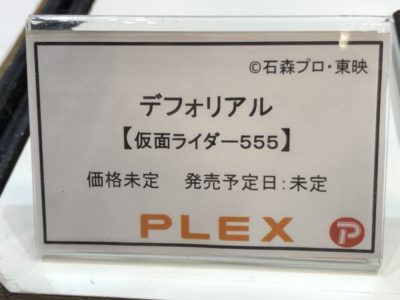 ©石森プロ・東映
デフォリアル
【仮面ライダー555】
価格未定　発売予定日：未定
PLEX P